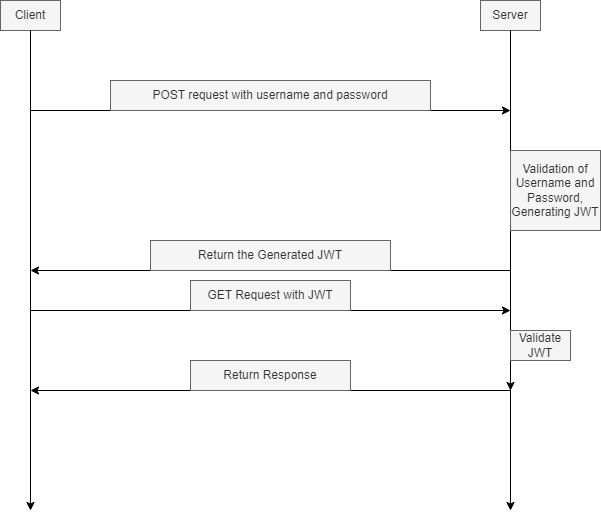 Client
Server
POST request with username and password
Validation of
Username and
Password,
Generating JWT
Return the Generated JWT
GET Request with JWT
Validate
JWT
Return Response